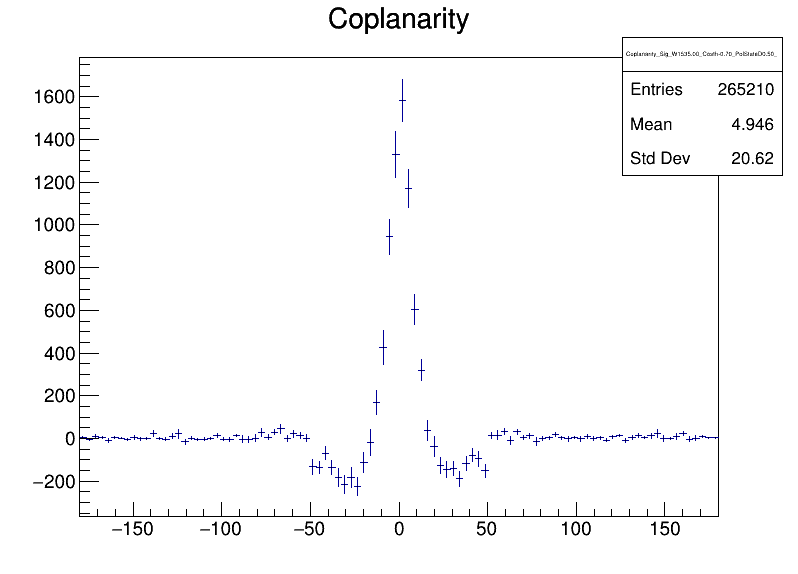 Coplanarity
Coplanarity_Sig_W1535.00_Costh-0.70_PolStateD0.50_
Entries 265210
Mean 4.946
Std Dev 20.62
1600
1400
1200
1000
800
600
400
200
0
−200
−150 −100 −50 0 50 100 150